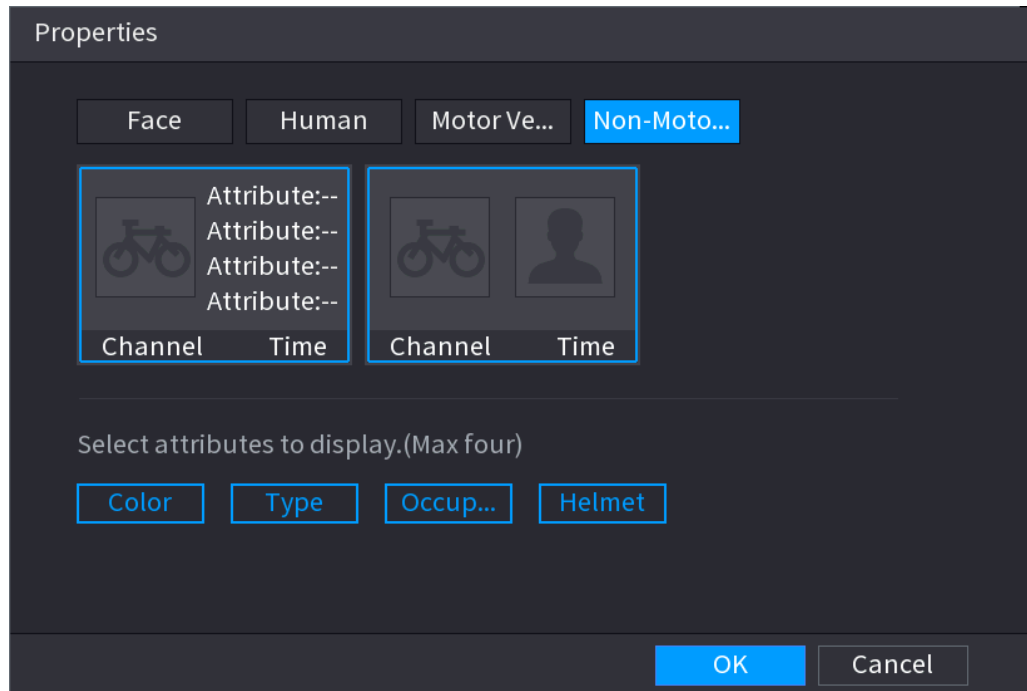 Properties
Face Human Motor Ve... Non-Moto...
Attribute:--
Attribute:--
Attribute:--
Attribute:--
Channel Time Channel Time
Select attributes to display.(Max four)
Color Type Occup... Helmet
OK Cancel